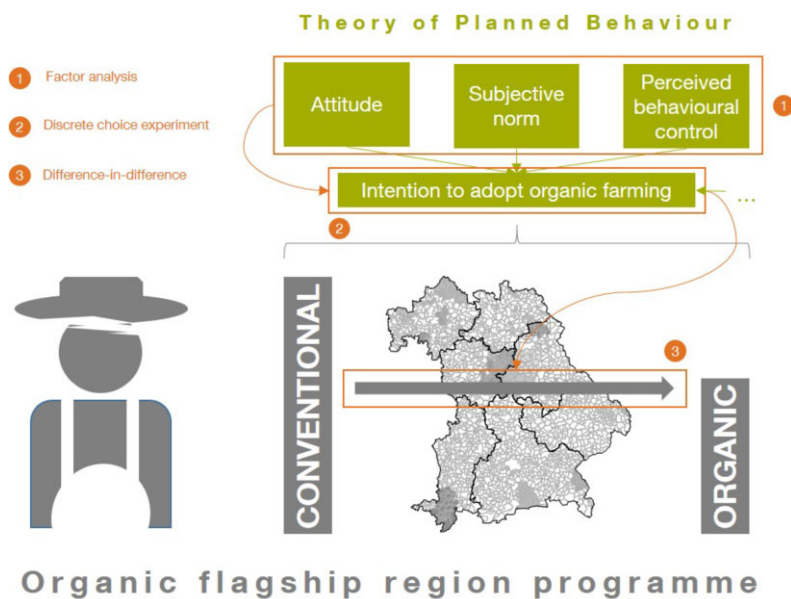 Theory of Planned Behaviour
1 Factor analysis
2 Discrete choice experiment
3 Difference-in-difference
Attitude
Subjective
norm
Perceived
behavioural
control
1
Intention to adopt organic farming
...
2
CONVENTIONAL
3
ORGANIC
Organic flagship region programme